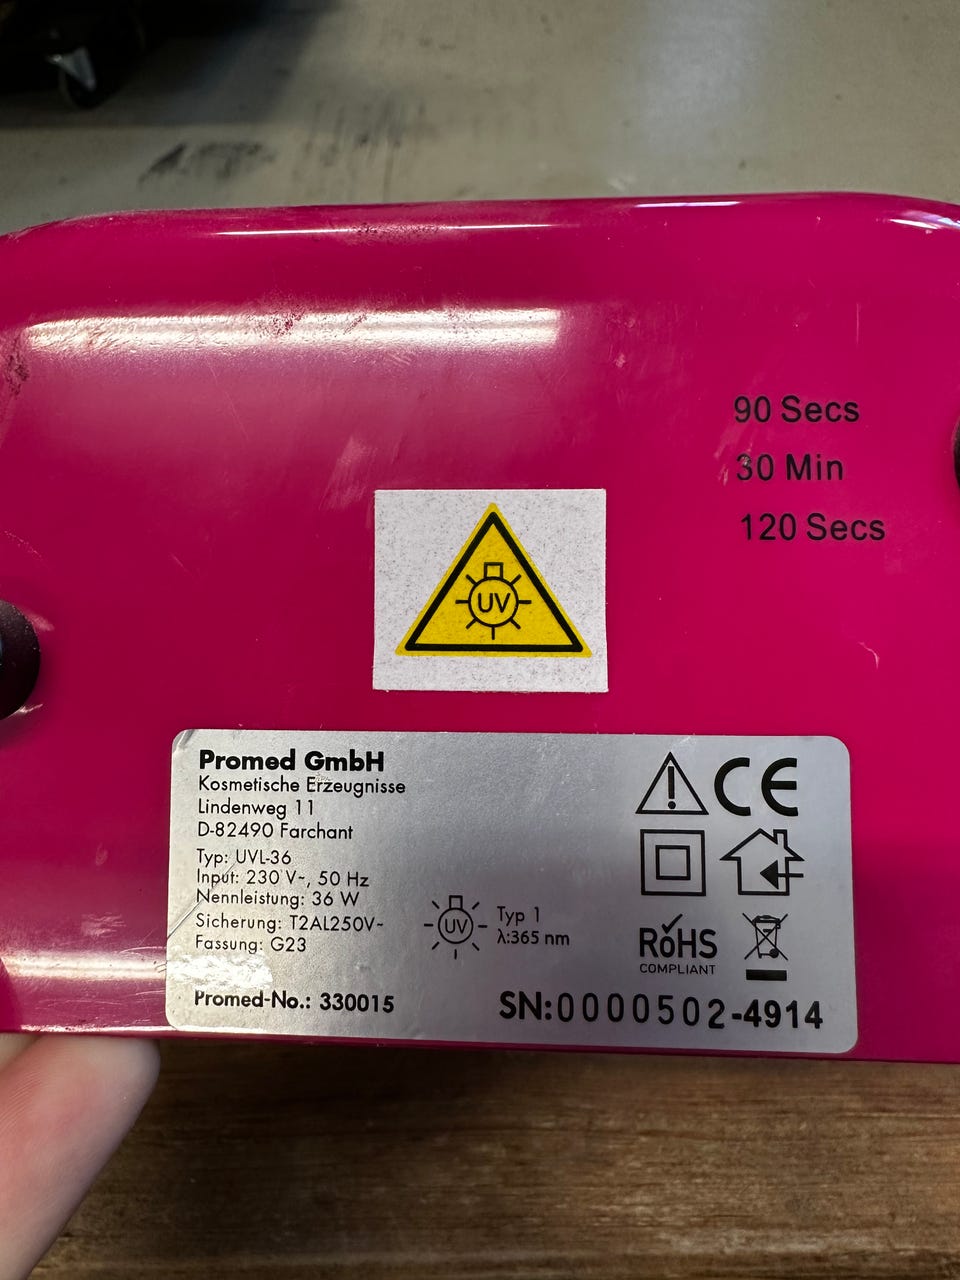 90 Secs
30 Min
120 Secs
UV
Promed GmbH
Kosmetische Erzeugnisse
Lindenweg 11
D-82490 Farchant
Typ: UVL-36
Input: 230 V~, 50 Hz
Nennleistung: 36 W
Sicherung: T2AL250V~
Fassung: G23
UV
Typ 1
λ:365 nm
CE
RoHS
COMPLIANT
Promed-No.: 330015
SN:0000502-4914